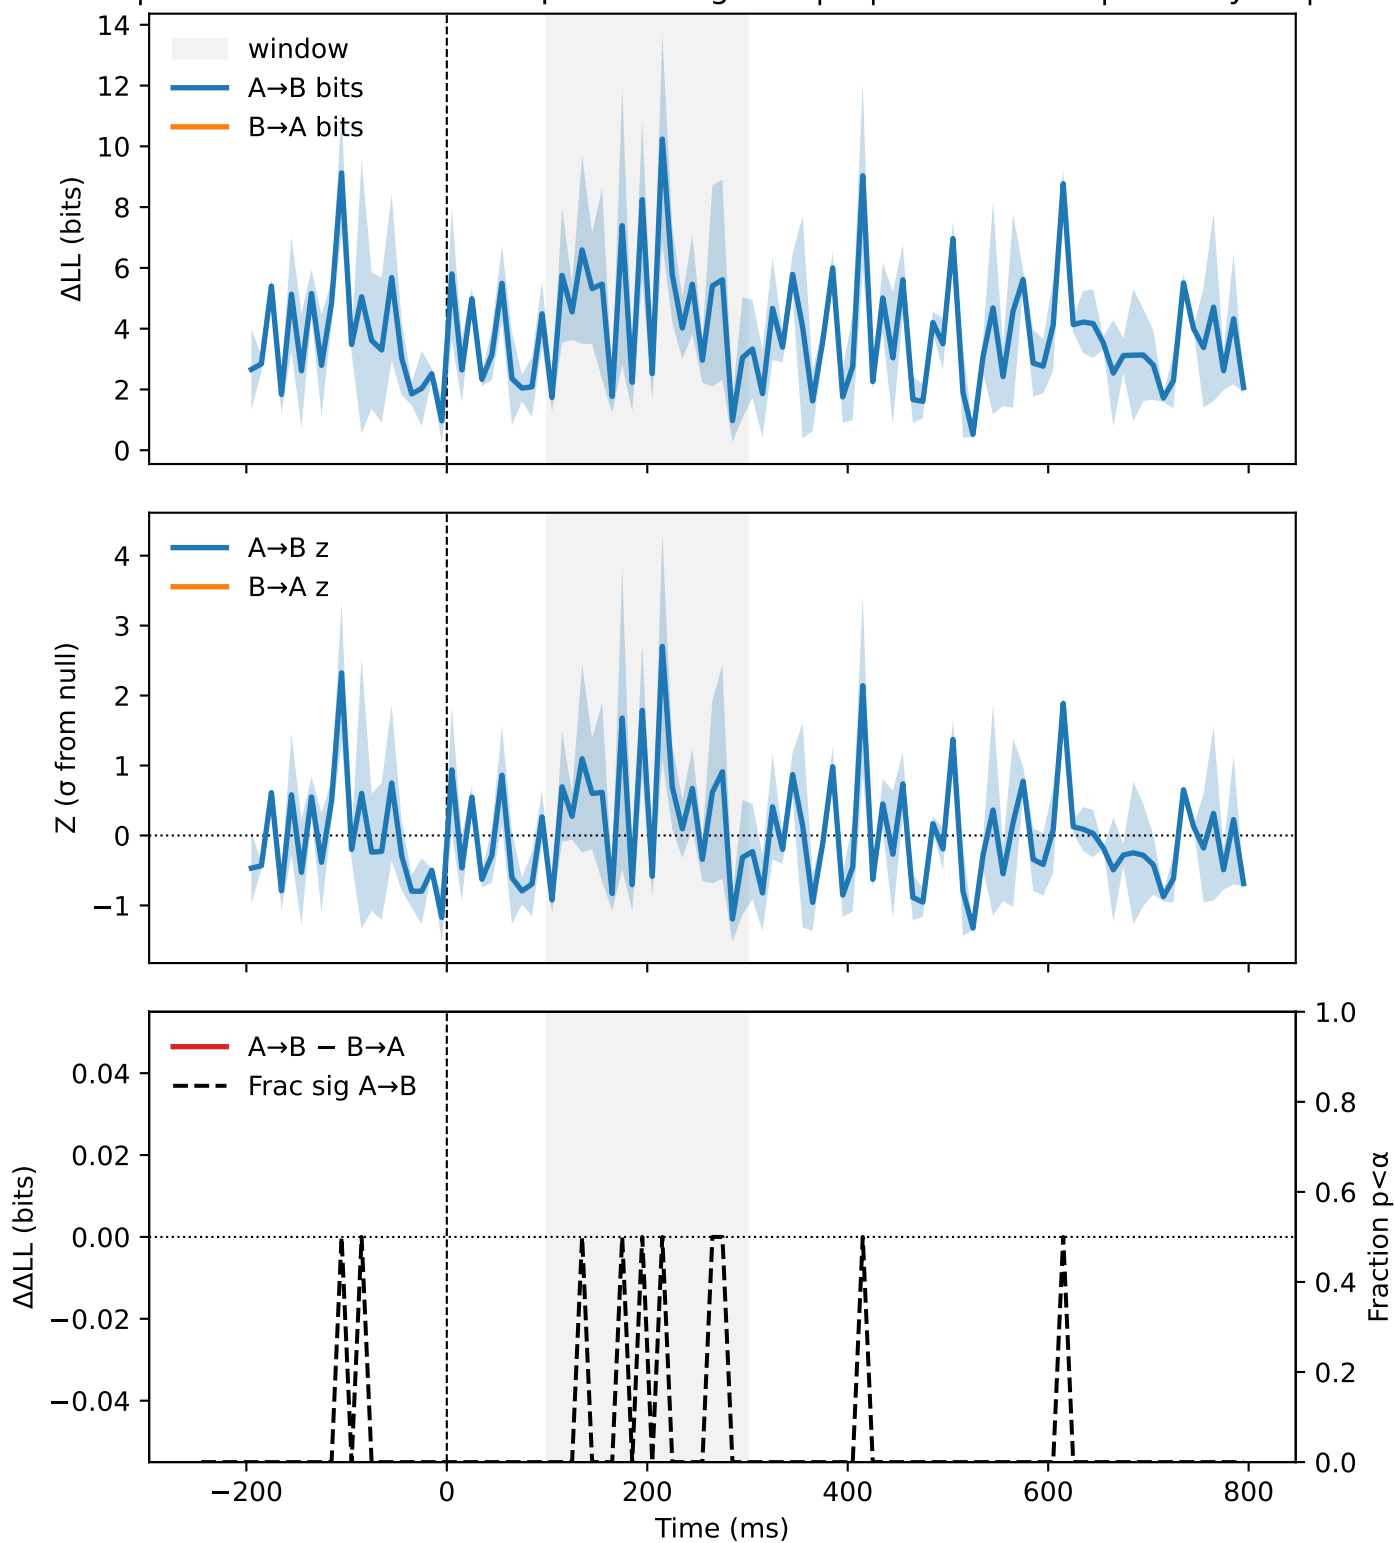 14
12
10
8
6
4
2
0
ΔLL (bits)
window
A→B bits
B→A bits
4
3
2
1
0
−1
Z (σ from null)
A→B z
B→A z
0.04
0.02
0.00
−0.02
−0.04
ΔΔLL (bits)
A→B − B→A
Frac sig A→B
1.0
0.8
0.6
0.4
0.2
0.0
Fraction p<α
−200 0 200 400 600 800
Time (ms)